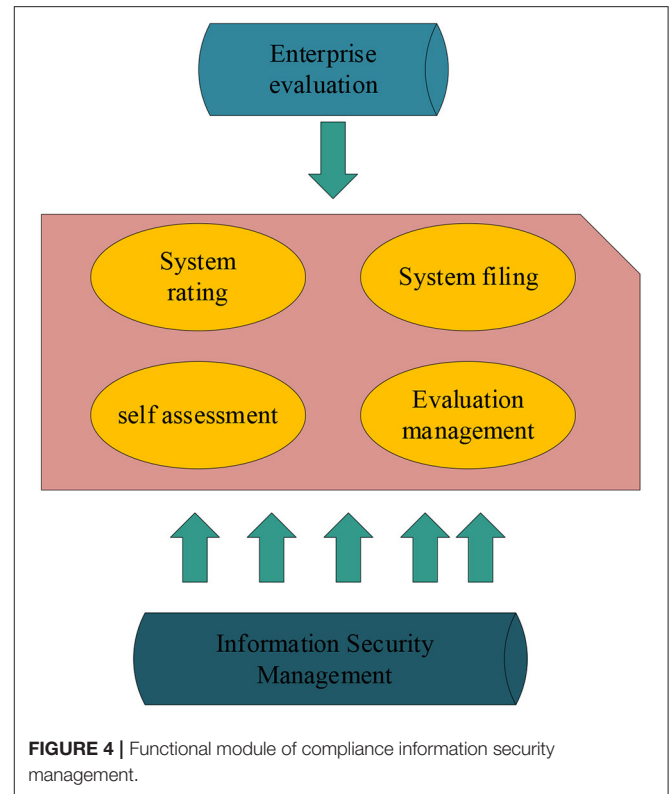 Enterprise
evaluation
System
rating
System filing
self assessment
Evaluation
management
Information Security
Management
FIGURE 4 | Functional module of compliance information security
management.